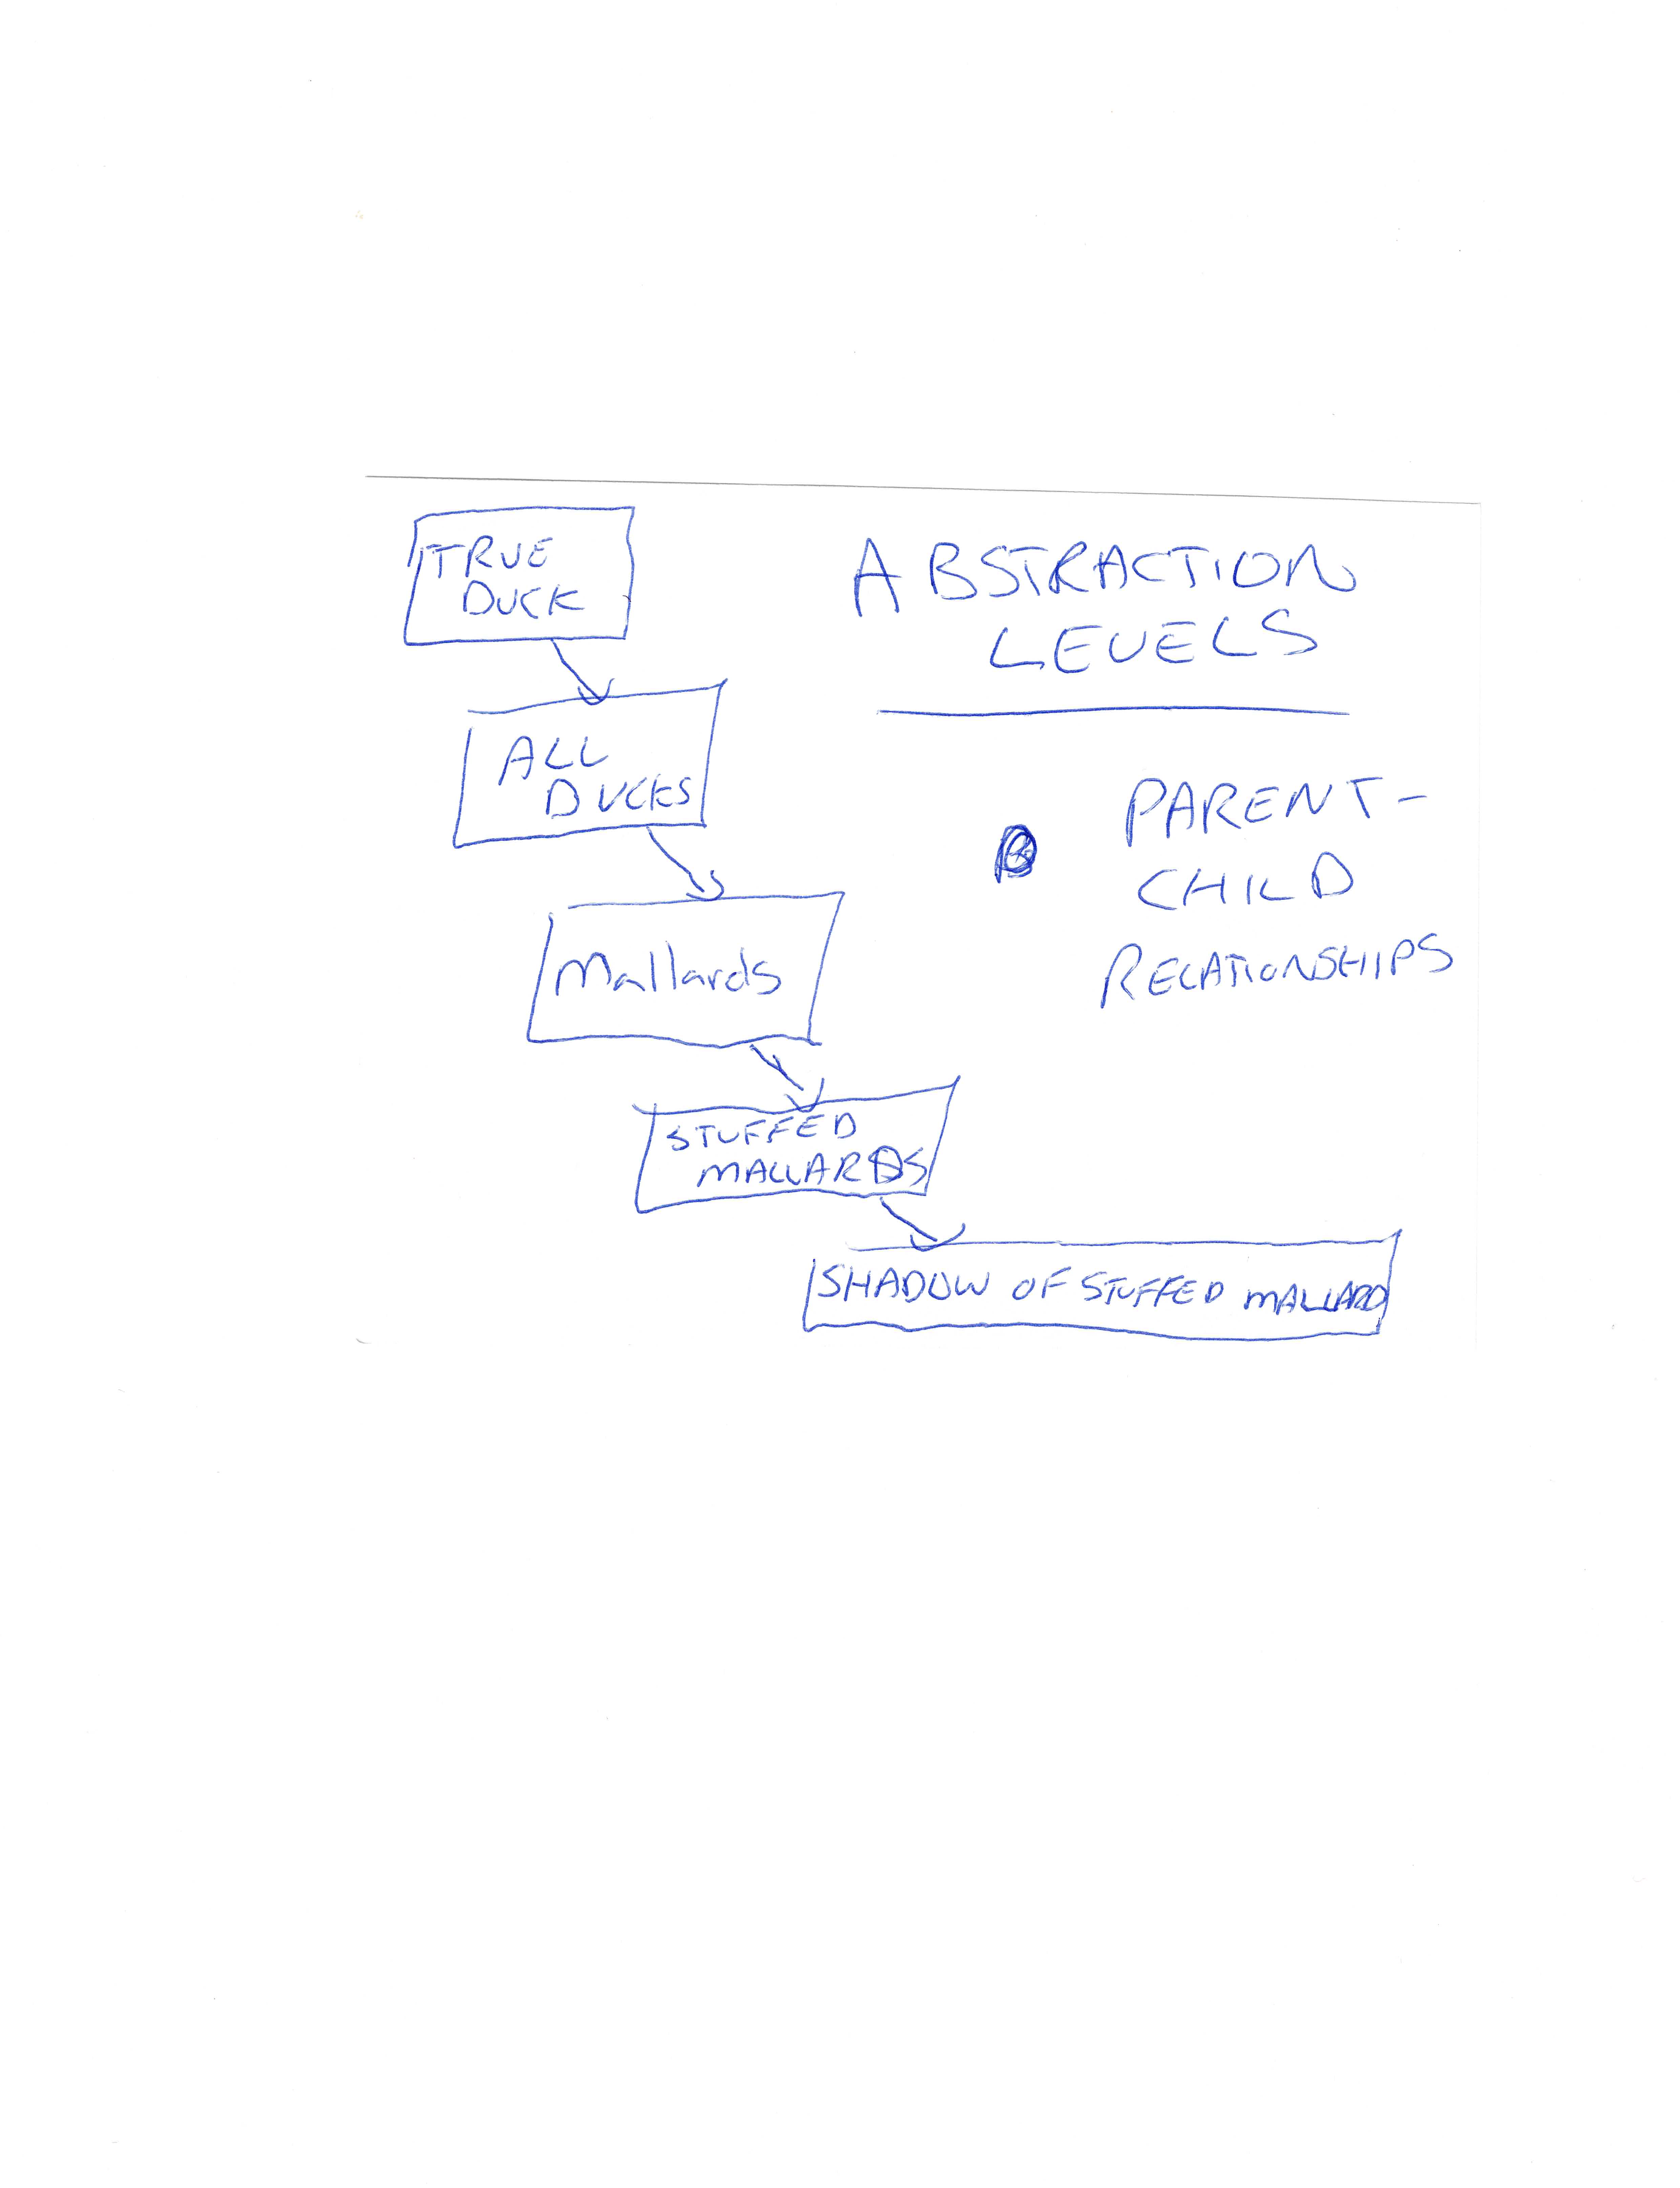 TRUE
DUCK
ABSTRACTION
LEVELS
ALL
DUCKS
PARENT-
CHILD
RELATIONSHIPS
Mallards
STUFFED
MALLARDS
SHADOW OF STUFFED MALLARD